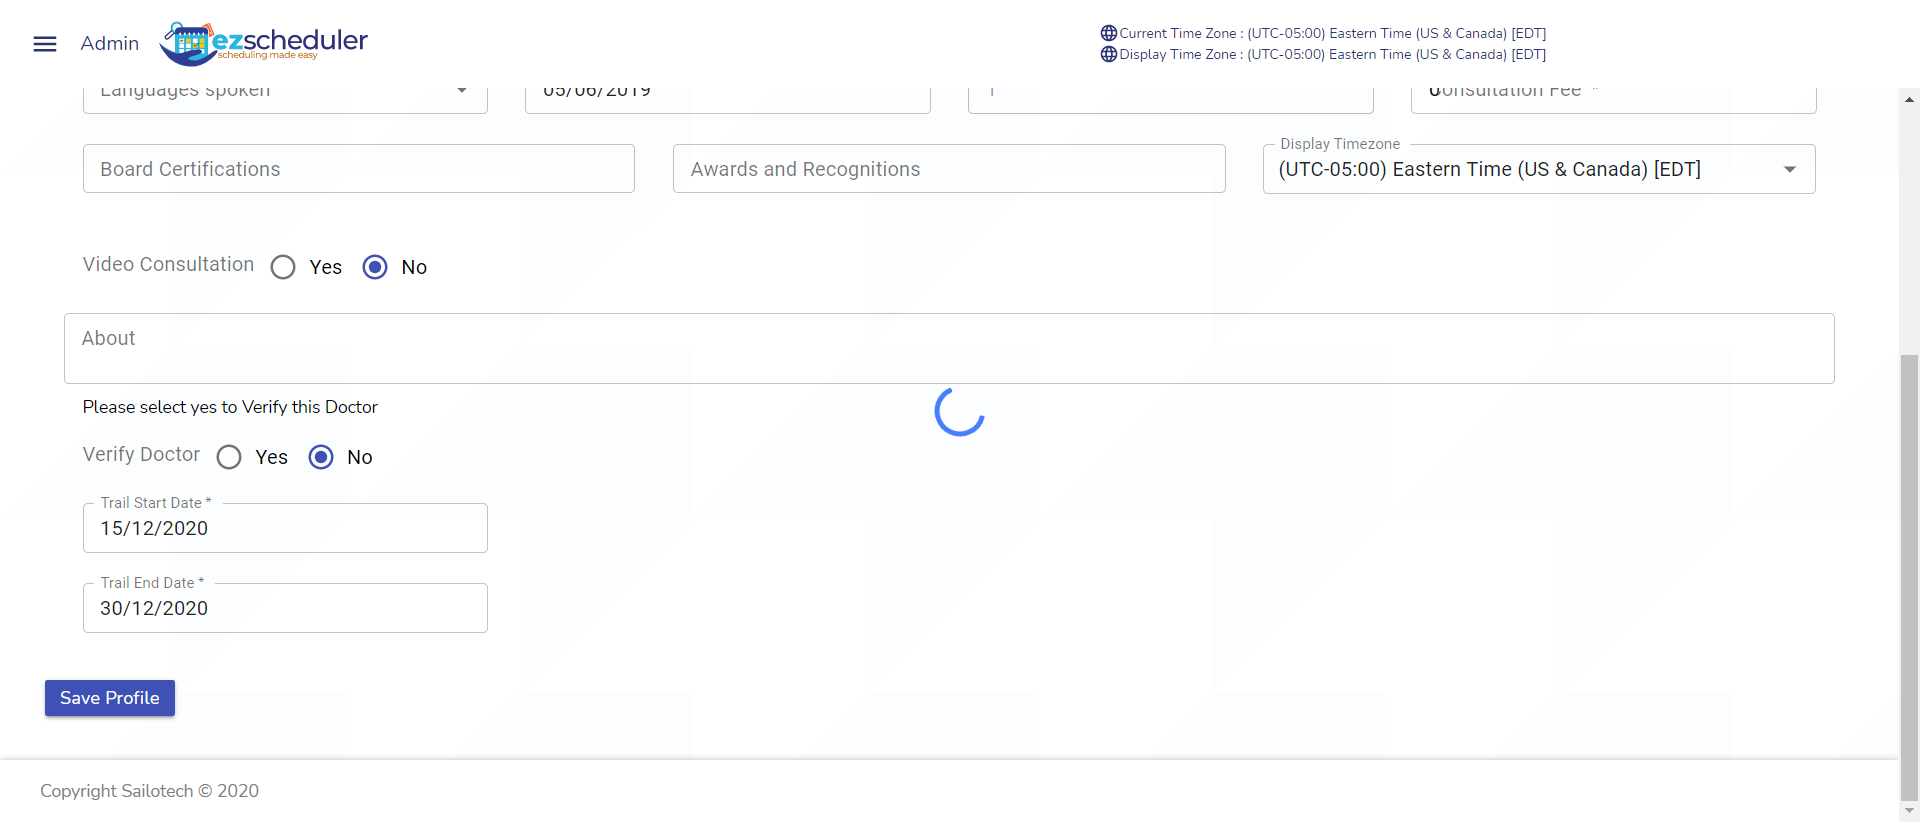 Admin
ezscheduler
scheduling made easy
Current Time Zone : (UTC-05:00) Eastern Time (US & Canada) [EDT]
Display Time Zone : (UTC-05:00) Eastern Time (US & Canada) [EDT]
Languages spoken
05/06/2019
Consultation Fee *
Board Certifications
Awards and Recognitions
Display Timezone
(UTC-05:00) Eastern Time (US & Canada) [EDT]
Video Consultation Yes No
About
Please select yes to Verify this Doctor
Verify Doctor Yes No
Trail Start Date *
15/12/2020
Trail End Date *
30/12/2020
Save Profile
Copyright Sailotech © 2020